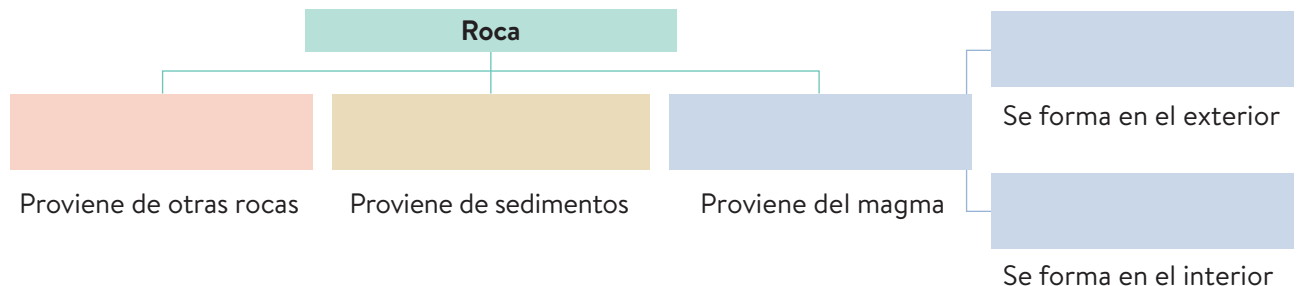 Roca
Proviene de otras rocas
Proviene de sedimentos
Proviene del magma
Se forma en el exterior
Se forma en el interior